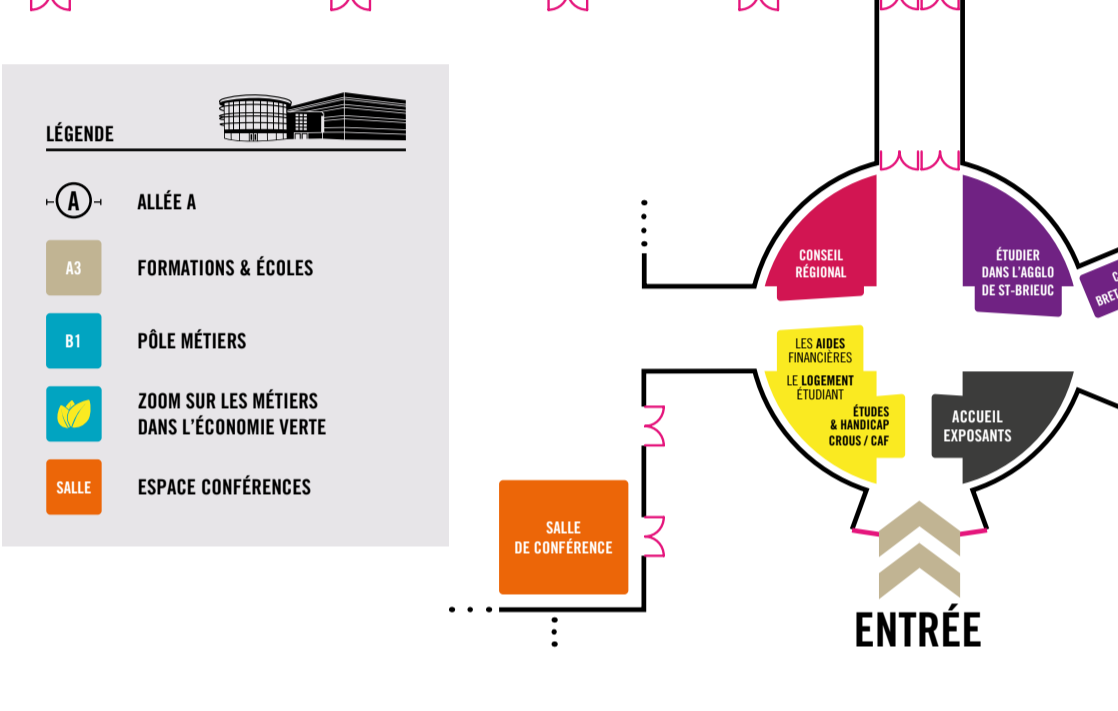 LÉGENDE
A
ALLÉE A
A3
FORMATIONS & ÉCOLES
B1
PÔLE MÉTIERS
ZOOM SUR LES MÉTIERS
DANS L'ÉCONOMIE VERTE
SALLE
ESPACE CONFÉRENCES
CONSEIL
RÉGIONAL
ÉTUDIER
DANS L'AGGLO
DE ST-BRIEUC
LES AIDES
FINANCIÈRES
LE LOGEMENT
ÉTUDIANT
ÉTUDES
& HANDICAP
CROUS / CAF
ACCUEIL
EXPOSANTS
SALLE
DE CONFÉRENCE
ENTRÉE